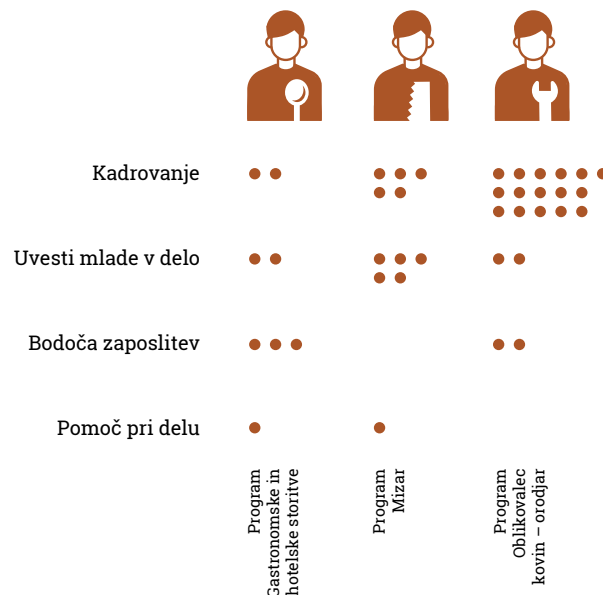 Kadrovanje
Uvesti mlade v delo
Bodoča zaposlitev
Pomoč pri delu
Program
Gastronomske in
hotelske storitve
Program
Mizar
Program
Oblikovalec
kovin – orodjar